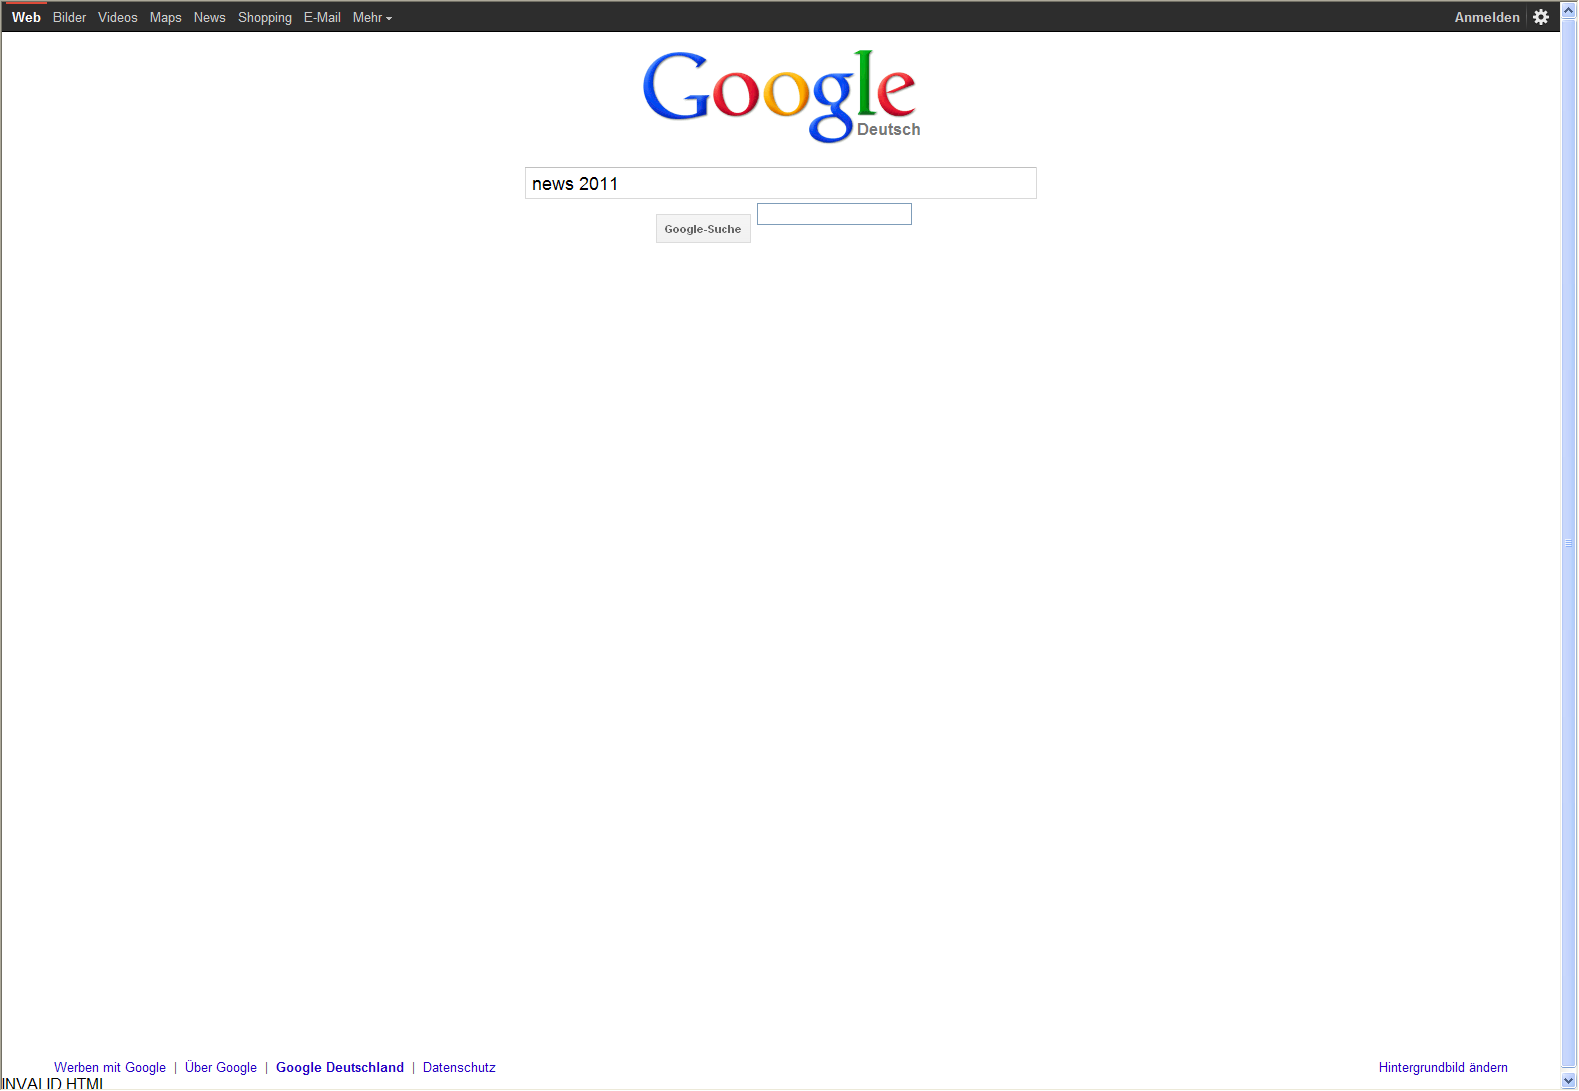 Web Bilder Videos Maps News Shopping E-Mail Mehr Anmelden
Google
Deutsch
news 2011
Google-Suche
Werben mit Google | Über Google | Google Deutschland | Datenschutz Hintergrundbild ändern
INVALID HTML